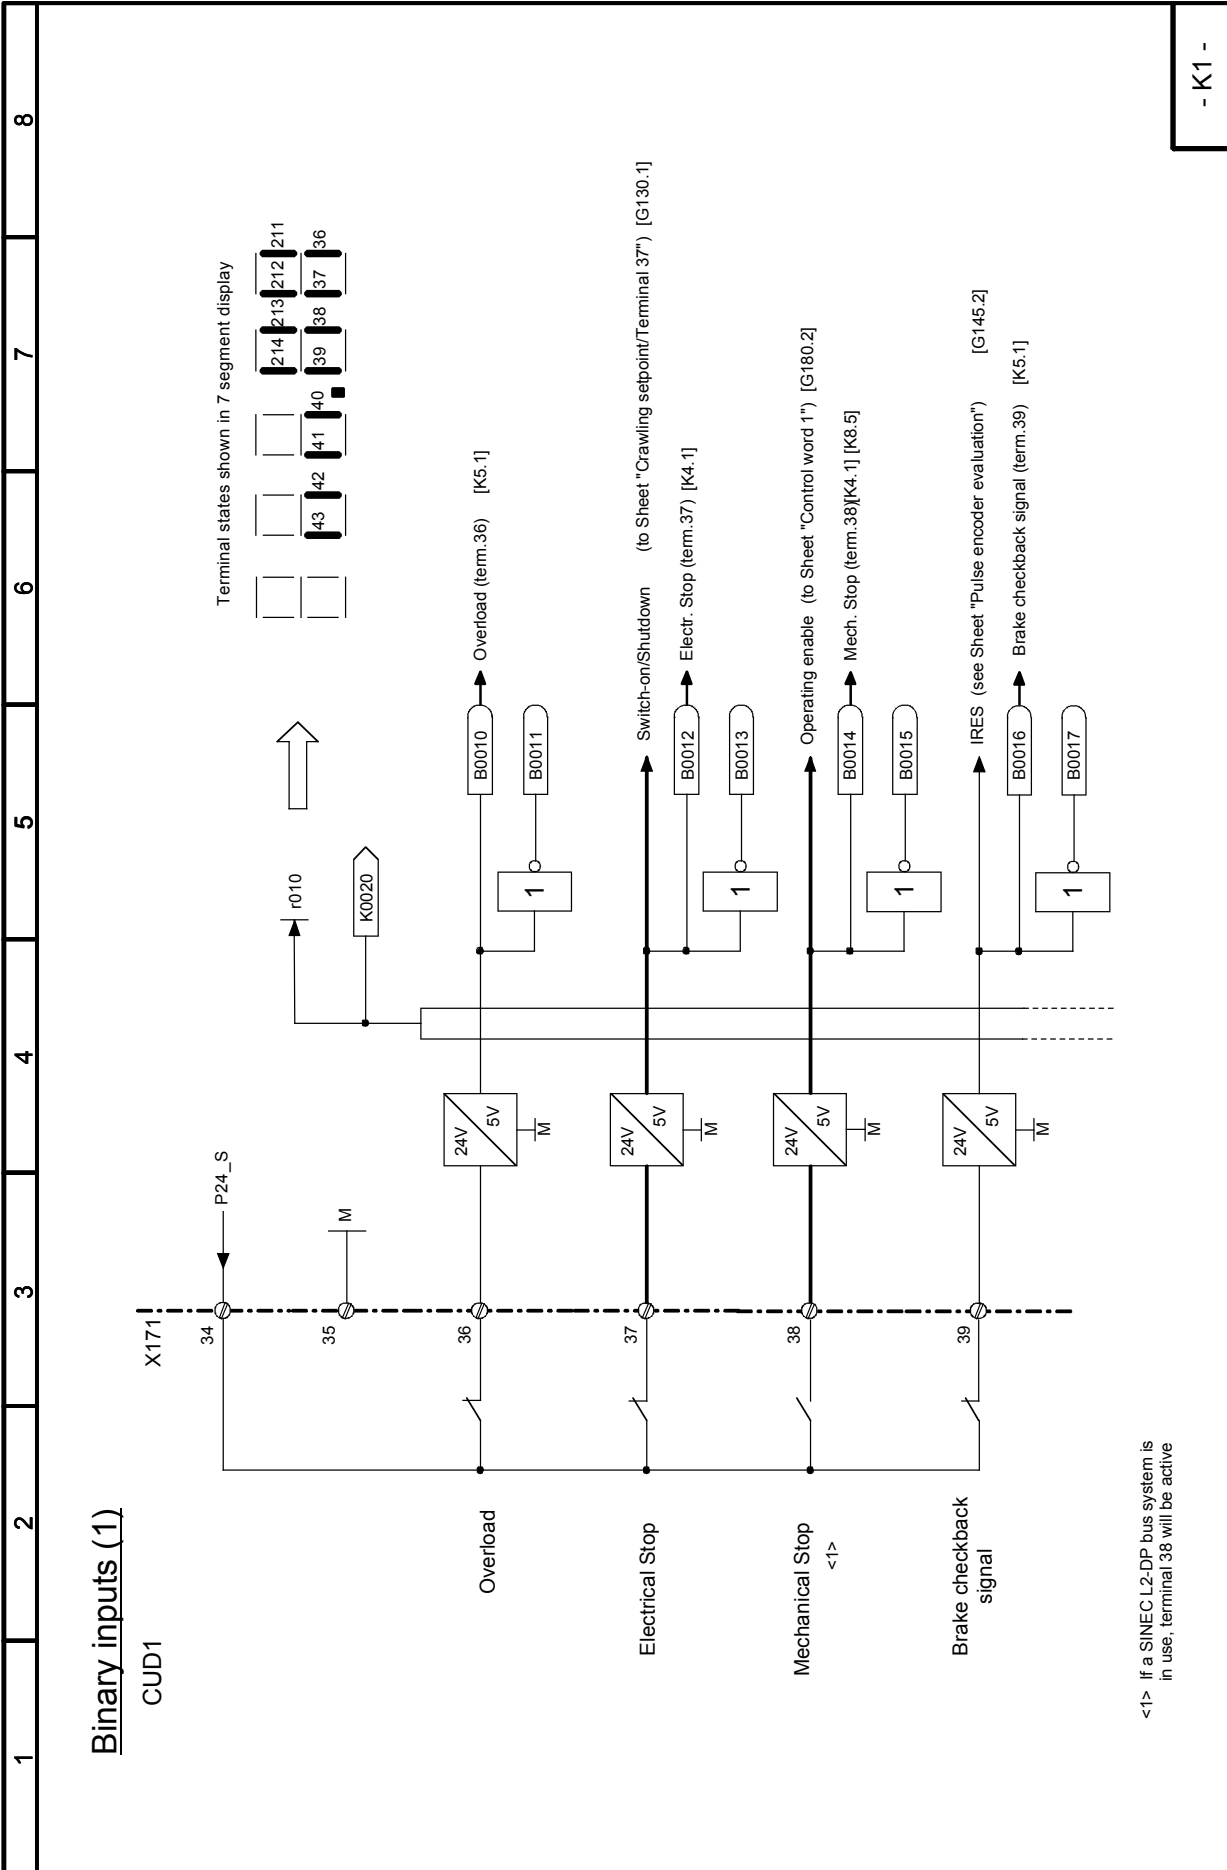 1 2 3 4 5 6 7 8
Binary inputs (1)
CUD1
Terminal states shown in 7 segment display
214 213 212 211
43 42 41 40 39 38 37 36
X171
34
P24_S
35
M
r010
K0020
Overload
36
24V
5V
M
1
B0010
B0011
Overload (term.36) [K5.1]
Electrical Stop
37
24V
5V
M
1
Switch-on/Shutdown (to Sheet "Crawling setpoint/Terminal 37") [G130.1]
B0012
B0013
Electr. Stop (term.37) [K4.1]
Mechanical Stop
<1>
38
24V
5V
M
1
Operating enable (to Sheet "Control word 1") [G180.2]
B0014
B0015
Mech. Stop (term.38)[K4.1] [K8.5]
Brake checkback
signal
39
24V
5V
M
1
IRES (see Sheet "Pulse encoder evaluation") [G145.2]
B0016
B0017
Brake checkback signal (term.39) [K5.1]
<1> If a SINEC L2-DP bus system is
in use, terminal 38 will be active
- K1 -